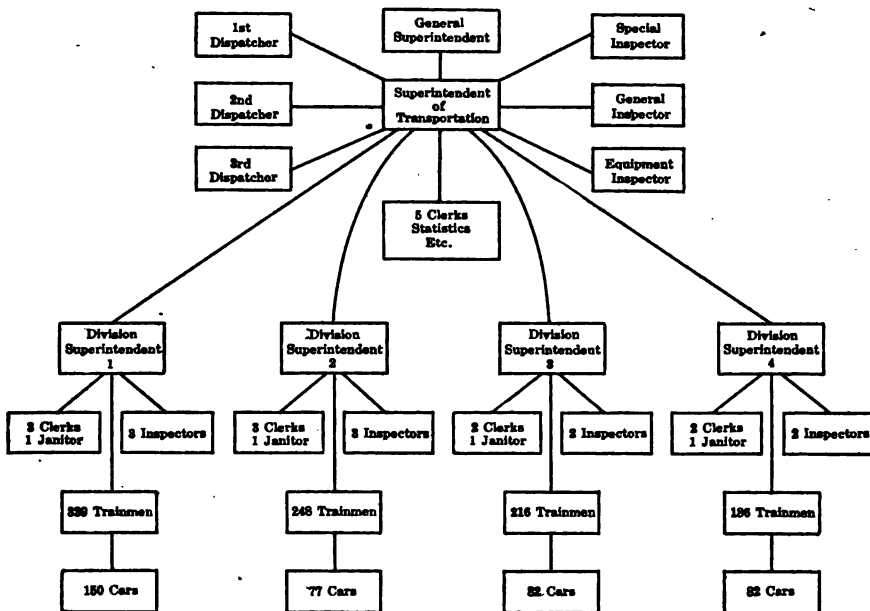 1st
Dispatcher
General
Superintendent
Special
Inspector
2nd
Dispatcher
Superintendent
of
Transportation
General
Inspector
3rd
Dispatcher
Equipment
Inspector
5 Clerks
Statistics
Etc.
Division
Superintendent
1
Division
Superintendent
2
Division
Superintendent
3
Division
Superintendent
4
3 Clerks
1 Janitor
3 Inspectors
3 Clerks
1 Janitor
3 Inspectors
2 Clerks
1 Janitor
2 Inspectors
2 Clerks
1 Janitor
2 Inspectors
Trainmen
248 Trainmen
216 Trainmen
Trainmen
150 Cars
77 Cars
Cars
Cars